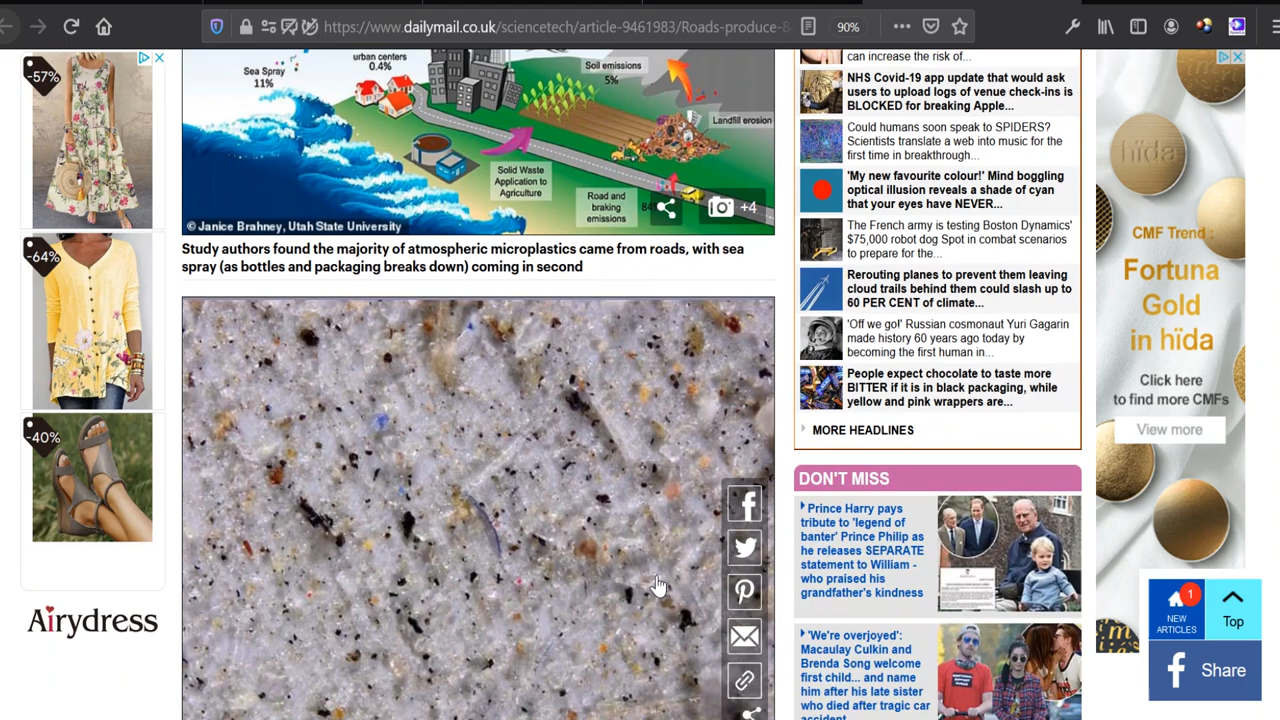 https://www.dailymail.co.uk/sciencetech/article-9461983/Roads-produce-8
90%
-57%
-64%
-40%
Airydress
urban centers
0.4%
Sea Spray
11%
Soil emissions
5%
Landfill erosion
Solid Waste
Application to
Agriculture
Road and
braking
emissions
84%
+4
© Janice Brahney, Utah State University
Study authors found the majority of atmospheric microplastics came from roads, with sea
spray (as bottles and packaging breaks down) coming in second
can increase the risk of...
NHS Covid-19 app update that would ask
users to upload logs of venue check-ins is
BLOCKED for breaking Apple...
Could humans soon speak to SPIDERS?
Scientists translate a web into music for the
first time in breakthrough...
'My new favourite colour!' Mind boggling
optical illusion reveals a shade of cyan
that your eyes have NEVER...
The French army is testing Boston Dynamics'
$75,000 robot dog Spot in combat scenarios
to prepare for the...
Rerouting planes to prevent them leaving
cloud trails behind them could slash up to
60 PER CENT of climate...
'Off we go!' Russian cosmonaut Yuri Gagarin
made history 60 years ago today by
becoming the first human in...
People expect chocolate to taste more
BITTER if it is in black packaging, while
yellow and pink wrappers are...
MORE HEADLINES
DON'T MISS
Prince Harry pays
tribute to 'legend of
banter' Prince Philip as
he releases SEPARATE
statement to William -
who praised his
grandfather's kindness
'We're overjoyed':
Macaulay Culkin and
Brenda Song welcome
first child... and name
him after his late sister
who died after tragic car
accident
hïda
CMF Trend :
Fortuna
Gold
in hïda
Click here
to find more CMFs
View more
1
NEW
ARTICLES
Top
Share